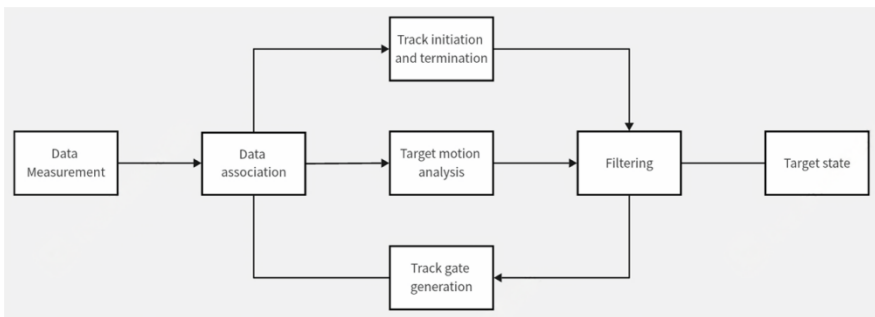 Track initiation
and termination
Data
Measurement
Data
association
Target motion
analysis
Filtering
Target state
Track gate
generation